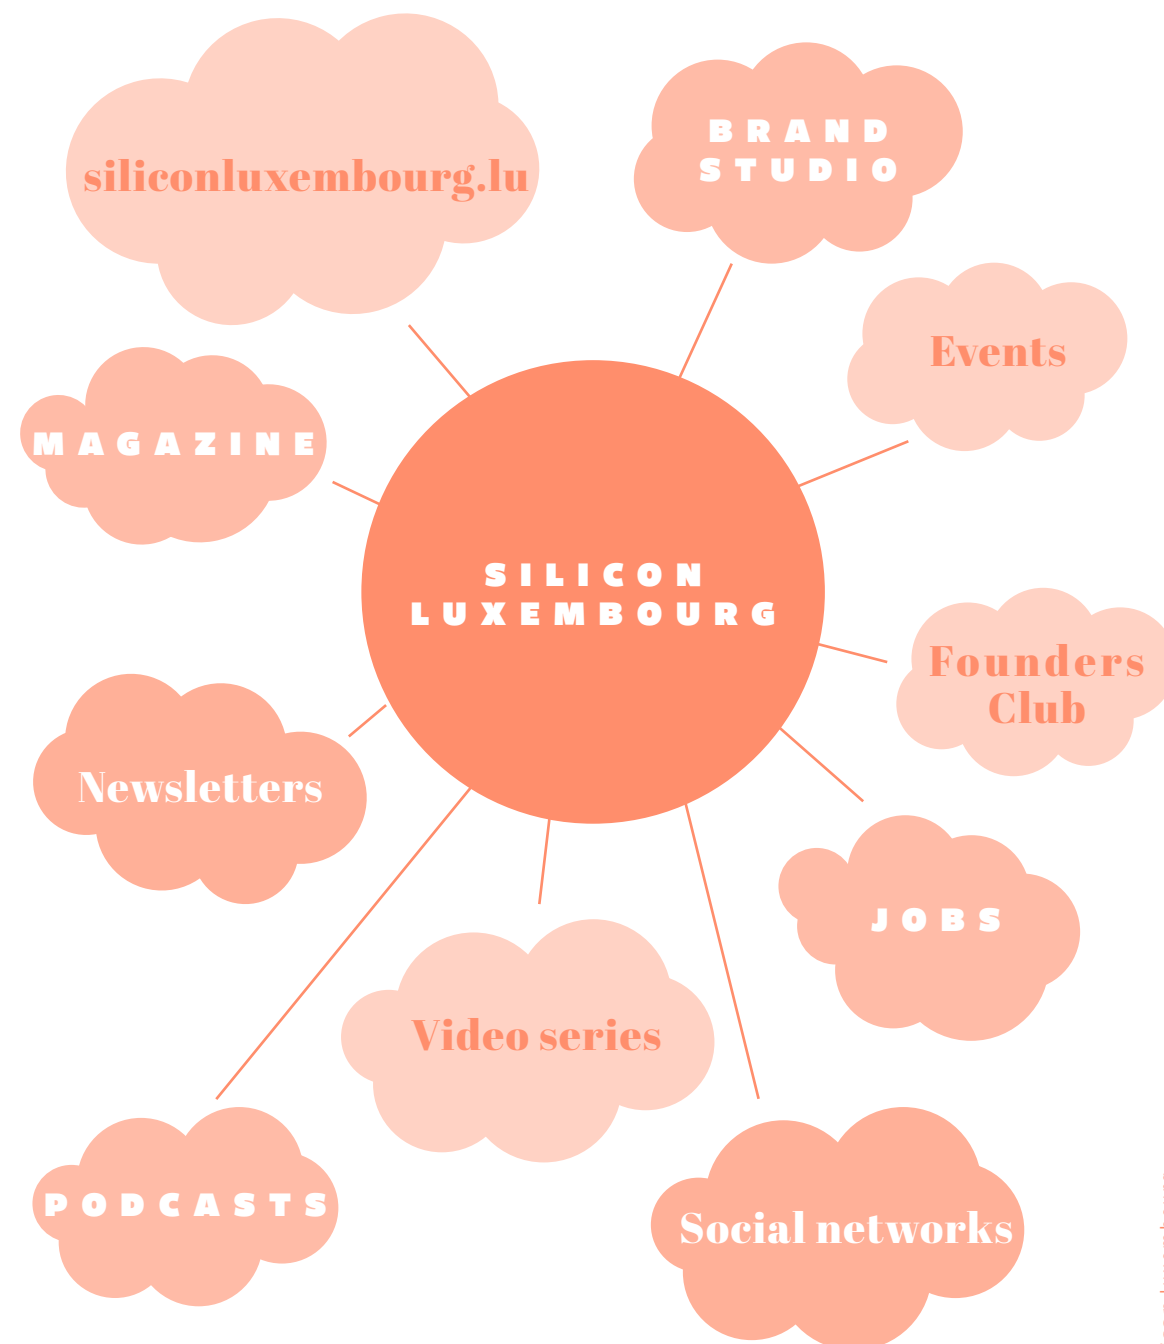 siliconluxembourg.lu
BRAND
STUDIO
Events
MAGAZINE
SILICON
LUXEMBOURG
Founders
Club
Newsletters
JOBS
Video series
PODCASTS
Social networks